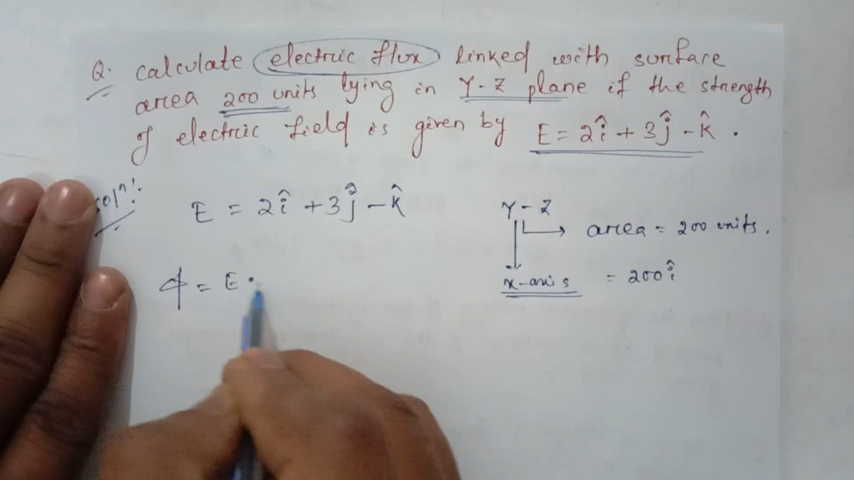 Q. calculate electric flux linked with surface
area 200 units lying in Y-Z plane if the strength
of electric field is given by E = 2î + 3ĵ - k̂ .
Sol^n:
E = 2î + 3ĵ - k̂
Y-Z
area = 200 units.
x-axis = 200î
ϕ = E ·